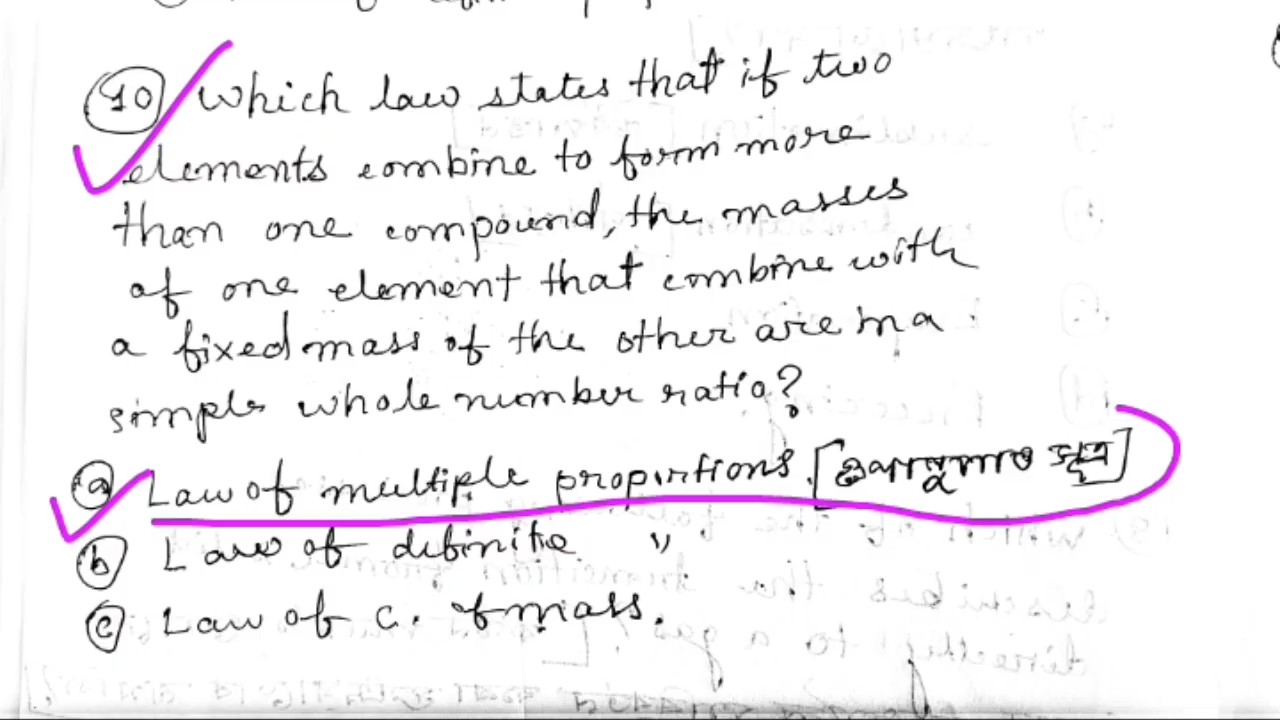 10 Which law states that if two
elements combine to form more
than one compound, the masses
of one element that combine with
a fixed mass of the other are in a
simple whole number ratio?
a Law of multiple proportions. [গুণানুপাত সূত্র]
b Law of definite "
c Law of c. of mass.